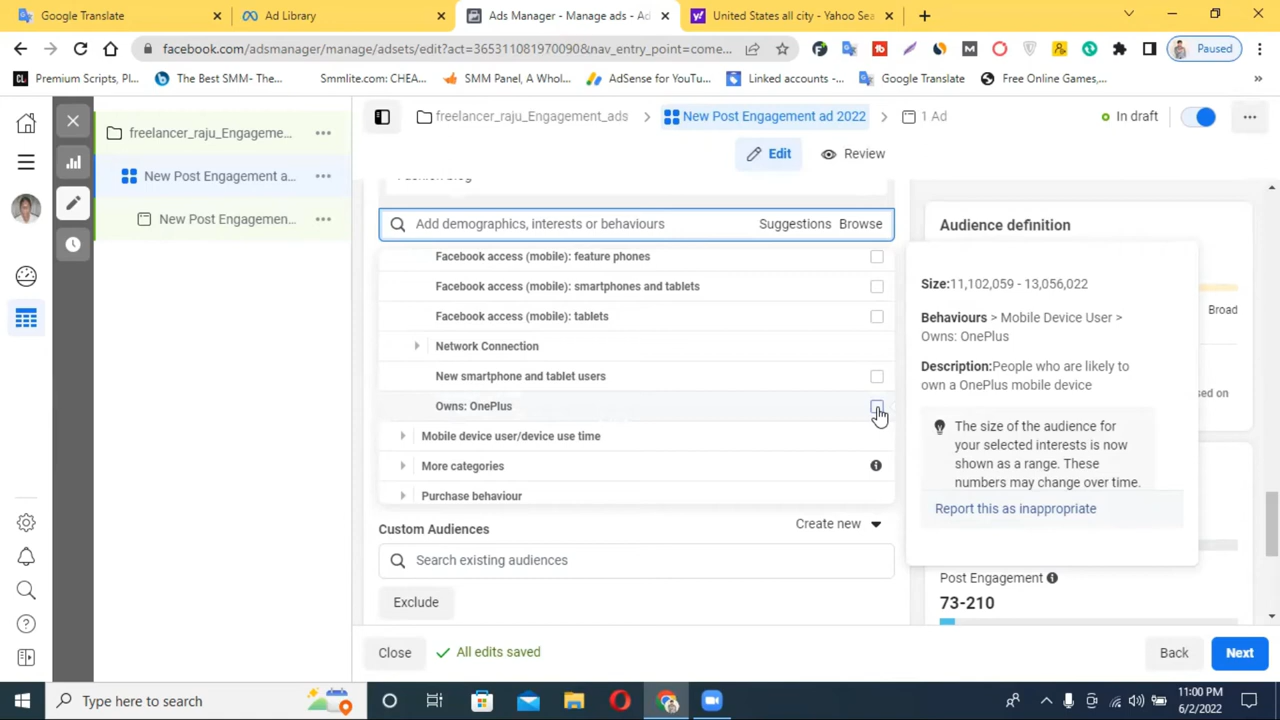 Google Translate
Ad Library
Ads Manager - Manage ads - Ad
United States all city - Yahoo Sea
facebook.com/adsmanager/manage/adsets/edit?act=365311081970090&nav_entry_point=come...
Paused
Premium Scripts, Pl...
The Best SMM- The...
Smmlite.com: CHEA...
SMM Panel, A Whol...
AdSense for YouTu...
Linked accounts -...
Google Translate
Free Online Games,...
freelancer_raju_Engageme...
New Post Engagement a...
New Post Engagemen...
freelancer_raju_Engagement_ads
New Post Engagement ad 2022
1 Ad
In draft
Edit
Review
Fashion blog
Add demographics, interests or behaviours
Suggestions
Browse
Facebook access (mobile): feature phones
Facebook access (mobile): smartphones and tablets
Facebook access (mobile): tablets
Network Connection
New smartphone and tablet users
Owns: OnePlus
Mobile device user/device use time
More categories
Purchase behaviour
Custom Audiences
Create new
Search existing audiences
Exclude
Close
All edits saved
Back
Next
Audience definition
Broad
sed on
Size:11,102,059 - 13,056,022
Behaviours > Mobile Device User >
Owns: OnePlus
Description:People who are likely to
own a OnePlus mobile device
The size of the audience for
your selected interests is now
shown as a range. These
numbers may change over time.
Report this as inappropriate
Post Engagement
73-210
Type here to search
11:00 PM
6/2/2022